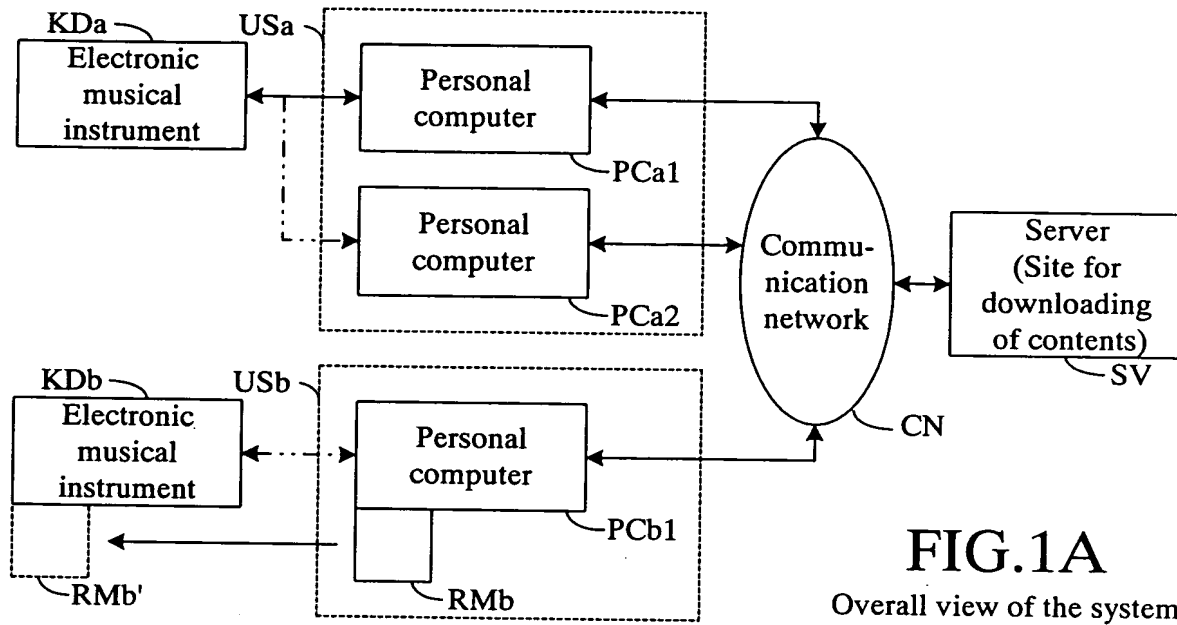 KDa
USa
Electronic
musical
instrument
Personal
computer
PCa1
Personal
computer
PCa2
Commu-
nication
network
CN
Server
(Site for
downloading
of contents)
SV
KDb
USb
Electronic
musical
instrument
Personal
computer
PCb1
RMb'
RMb
FIG.1A
Overall view of the system